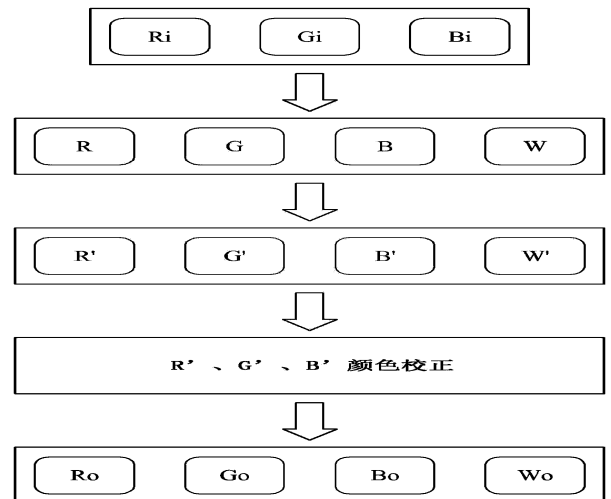 Ri Gi Bi
R G B W
R' G' B' W'
R’、G’、B’颜色校正
Ro Go Bo Wo